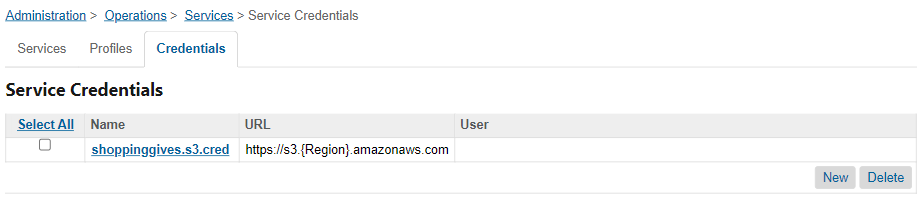 Administration > Operations > Services > Service Credentials
Services Profiles Credentials
Service Credentials
Select All Name URL User
shoppinggives.s3.cred https://s3.{Region}.amazonaws.com
New Delete